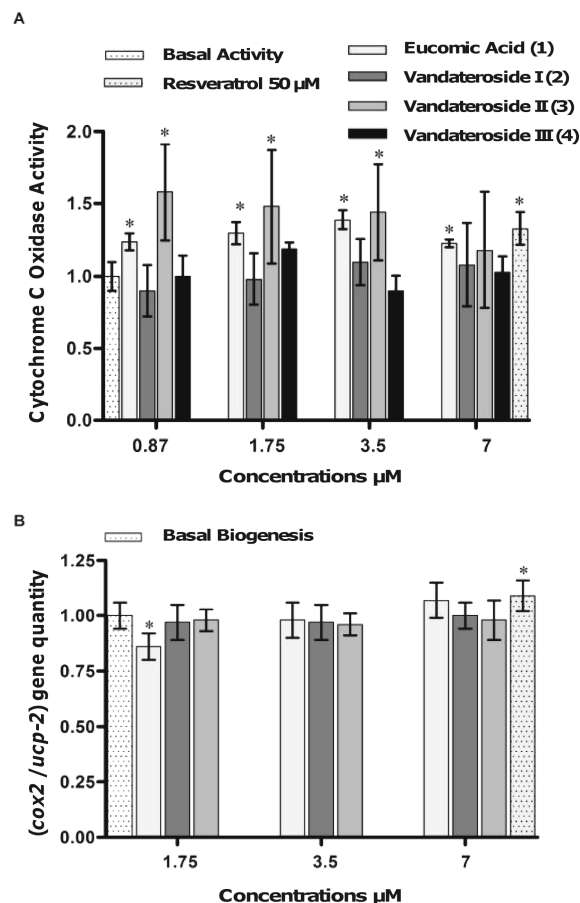 A
Basal Activity
Resveratrol 50 µM
Eucomic Acid (1)
Vandateroside I (2)
Vandateroside II (3)
Vandateroside III (4)
Cytochrome C Oxidase Activity
2.0
1.5
1.0
0.5
0.0
* * * * * * * *
0.87 1.75 3.5 7
Concentrations µM
B
Basal Biogenesis
(cox2 /ucp-2) gene quantity
1.25
1.00
0.75
0.50
0.25
0.00
* *
1.75 3.5 7
Concentrations µM